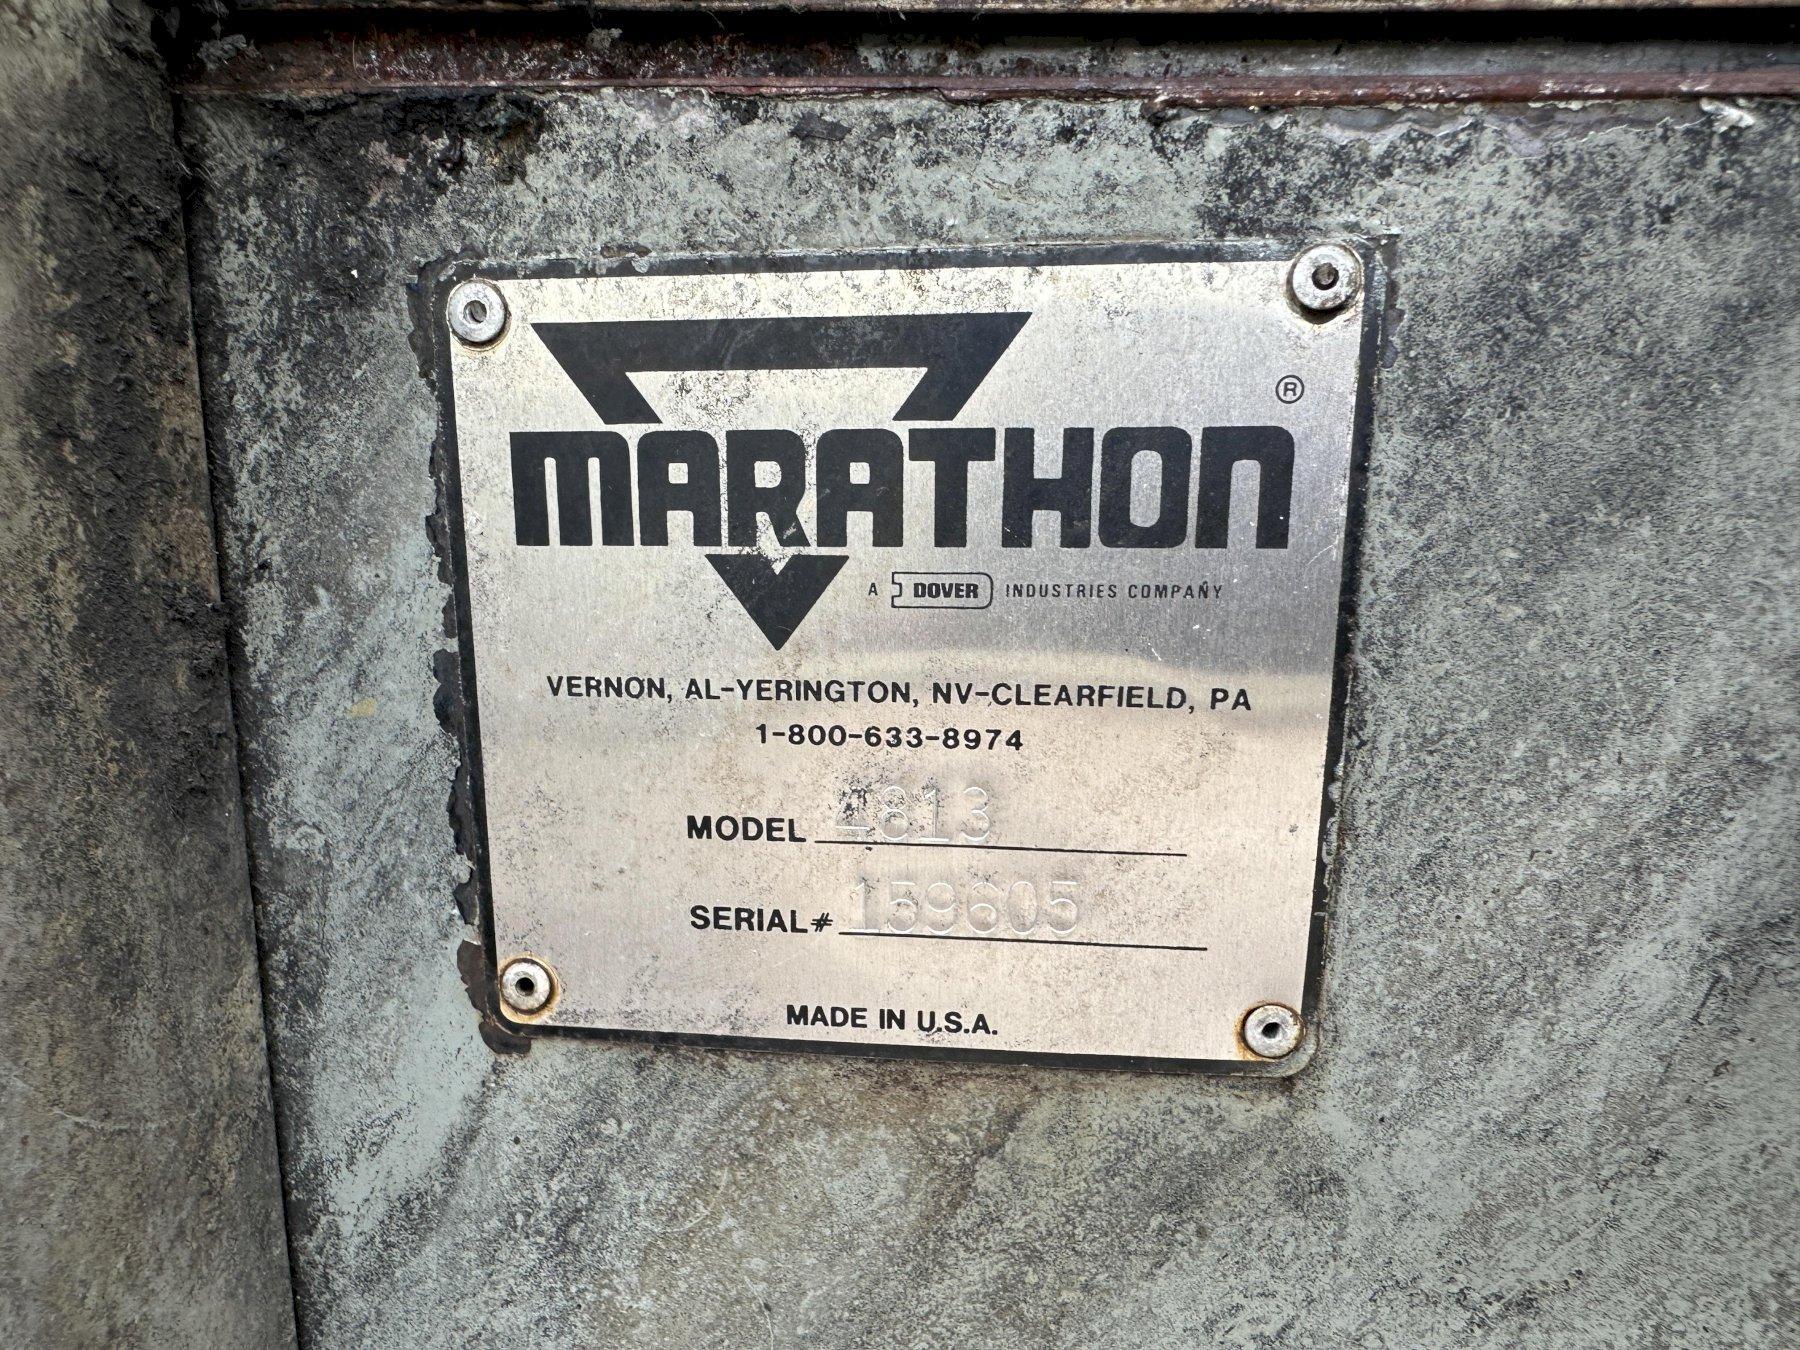 MARATHON ®
A DOVER INDUSTRIES COMPANY
VERNON, AL-YERINGTON, NV-CLEARFIELD, PA
1-800-633-8974
MODEL 4813
SERIAL# 159605
MADE IN U.S.A.